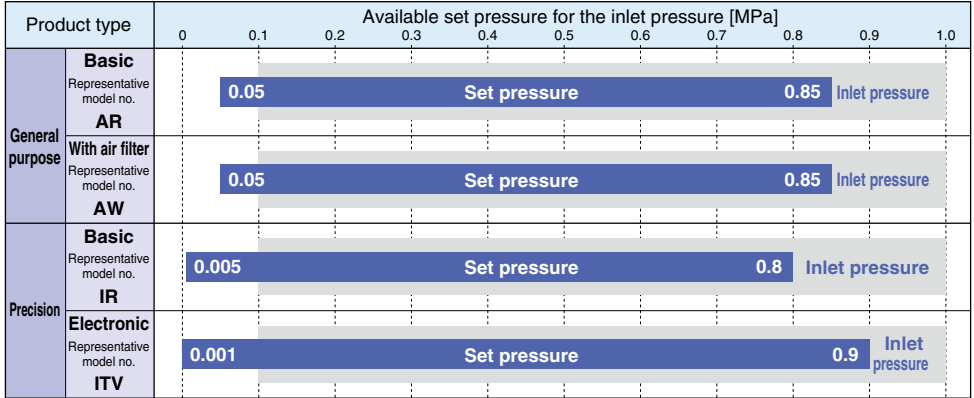 Product type
Available set pressure for the inlet pressure [MPa]
0 0.1 0.2 0.3 0.4 0.5 0.6 0.7 0.8 0.9 1.0
General
purpose
Basic
Representative
model no.
AR
0.05 Set pressure 0.85 Inlet pressure
With air filter
Representative
model no.
AW
0.05 Set pressure 0.85 Inlet pressure
Precision
Basic
Representative
model no.
IR
0.005 Set pressure 0.8 Inlet pressure
Electronic
Representative
model no.
ITV
0.001 Set pressure 0.9 Inlet
pressure